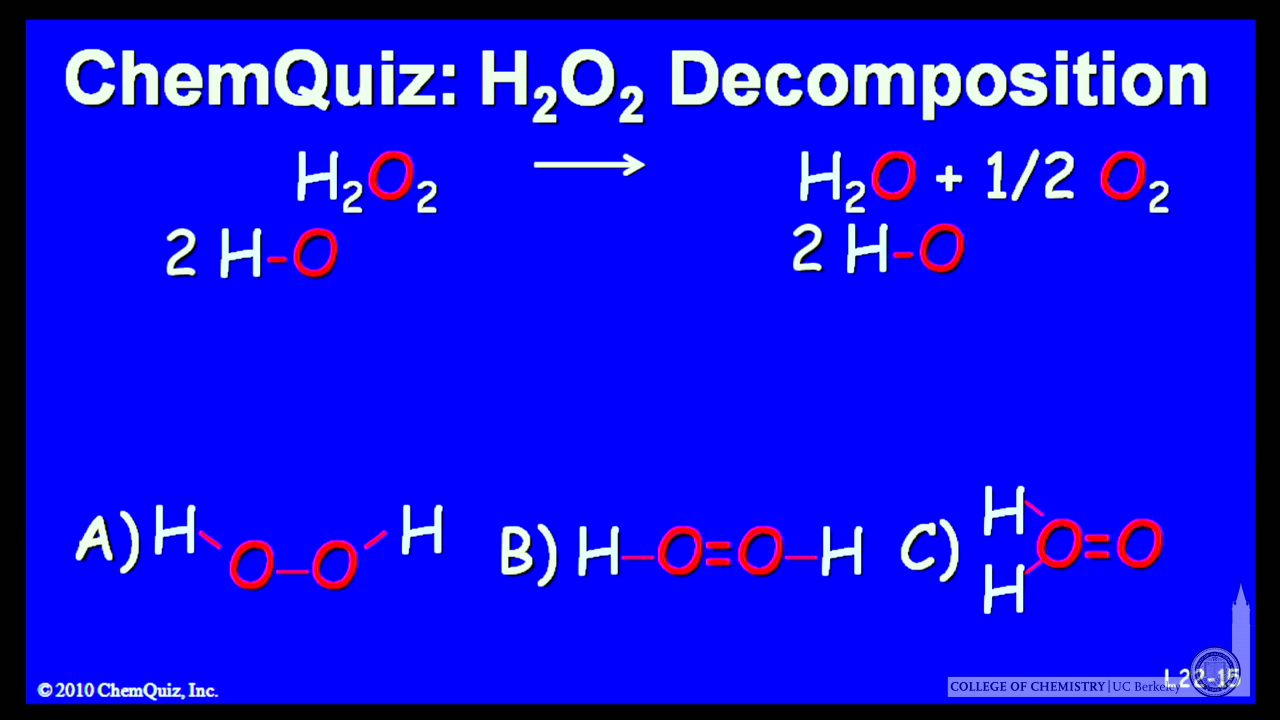 ChemQuiz: H₂O₂ Decomposition
H₂O₂ → H₂O + 1/2 O₂
2 H-O 2 H-O
A) H O—O H B) H—O=O—H C) H H O=O
© 2010 ChemQuiz, Inc.
L22-15
COLLEGE OF CHEMISTRY | UC Berkeley